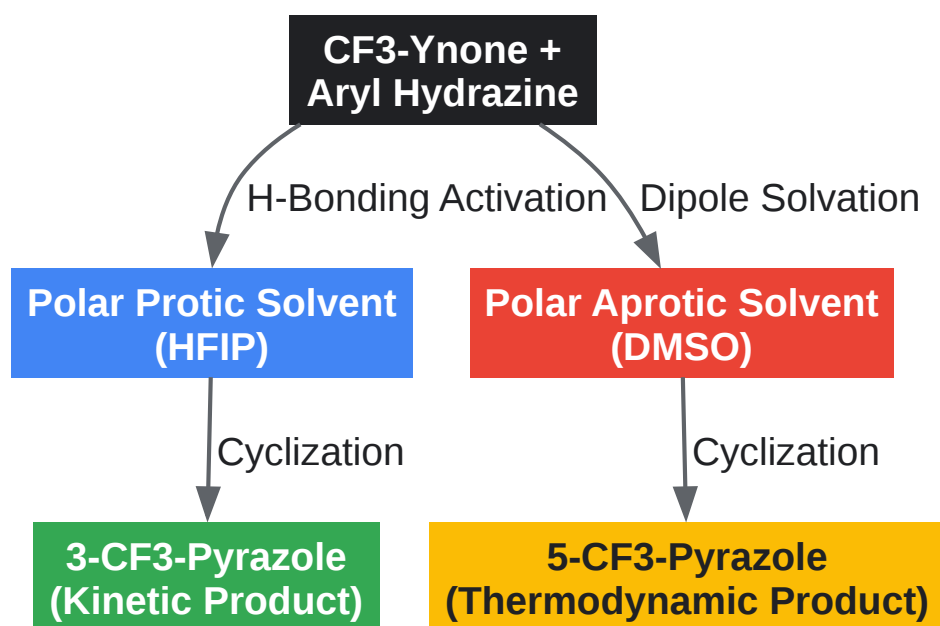 CF3-Ynone +
Aryl Hydrazine
H-Bonding Activation
Dipole Solvation
Polar Protic Solvent
(HFIP)
Polar Aprotic Solvent
(DMSO)
Cyclization
Cyclization
3-CF3-Pyrazole
(Kinetic Product)
5-CF3-Pyrazole
(Thermodynamic Product)